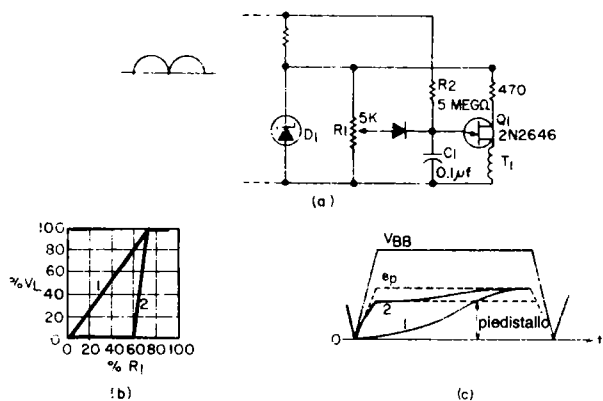 R2
5 MEGΩ
470
5K
R1
D1
Q1
2N2646
C1
0.1µf
T1
(a)
100
80
60
40
20
0
%VL
1
2
0 20 40 60 80 100
% R1
(b)
VBB
ep
2
1
piedistallo
0
t
(c)